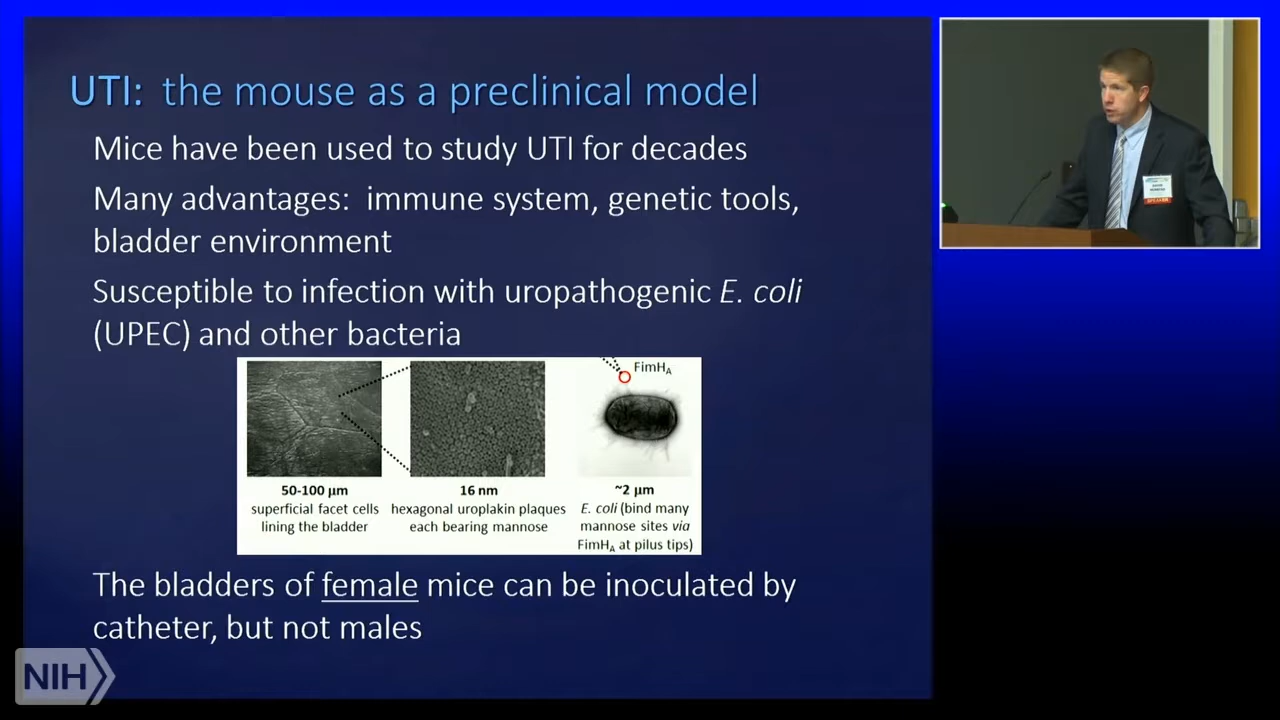 UTI: the mouse as a preclinical model
Mice have been used to study UTI for decades
Many advantages: immune system, genetic tools,
bladder environment
Susceptible to infection with uropathogenic E. coli
(UPEC) and other bacteria
FimHA
50-100 µm
superficial facet cells
lining the bladder
16 nm
hexagonal uroplakin plaques
each bearing mannose
~2 µm
E. coli (bind many
mannose sites via
FimHA at pilus tips)
The bladders of female mice can be inoculated by
catheter, but not males
NIH